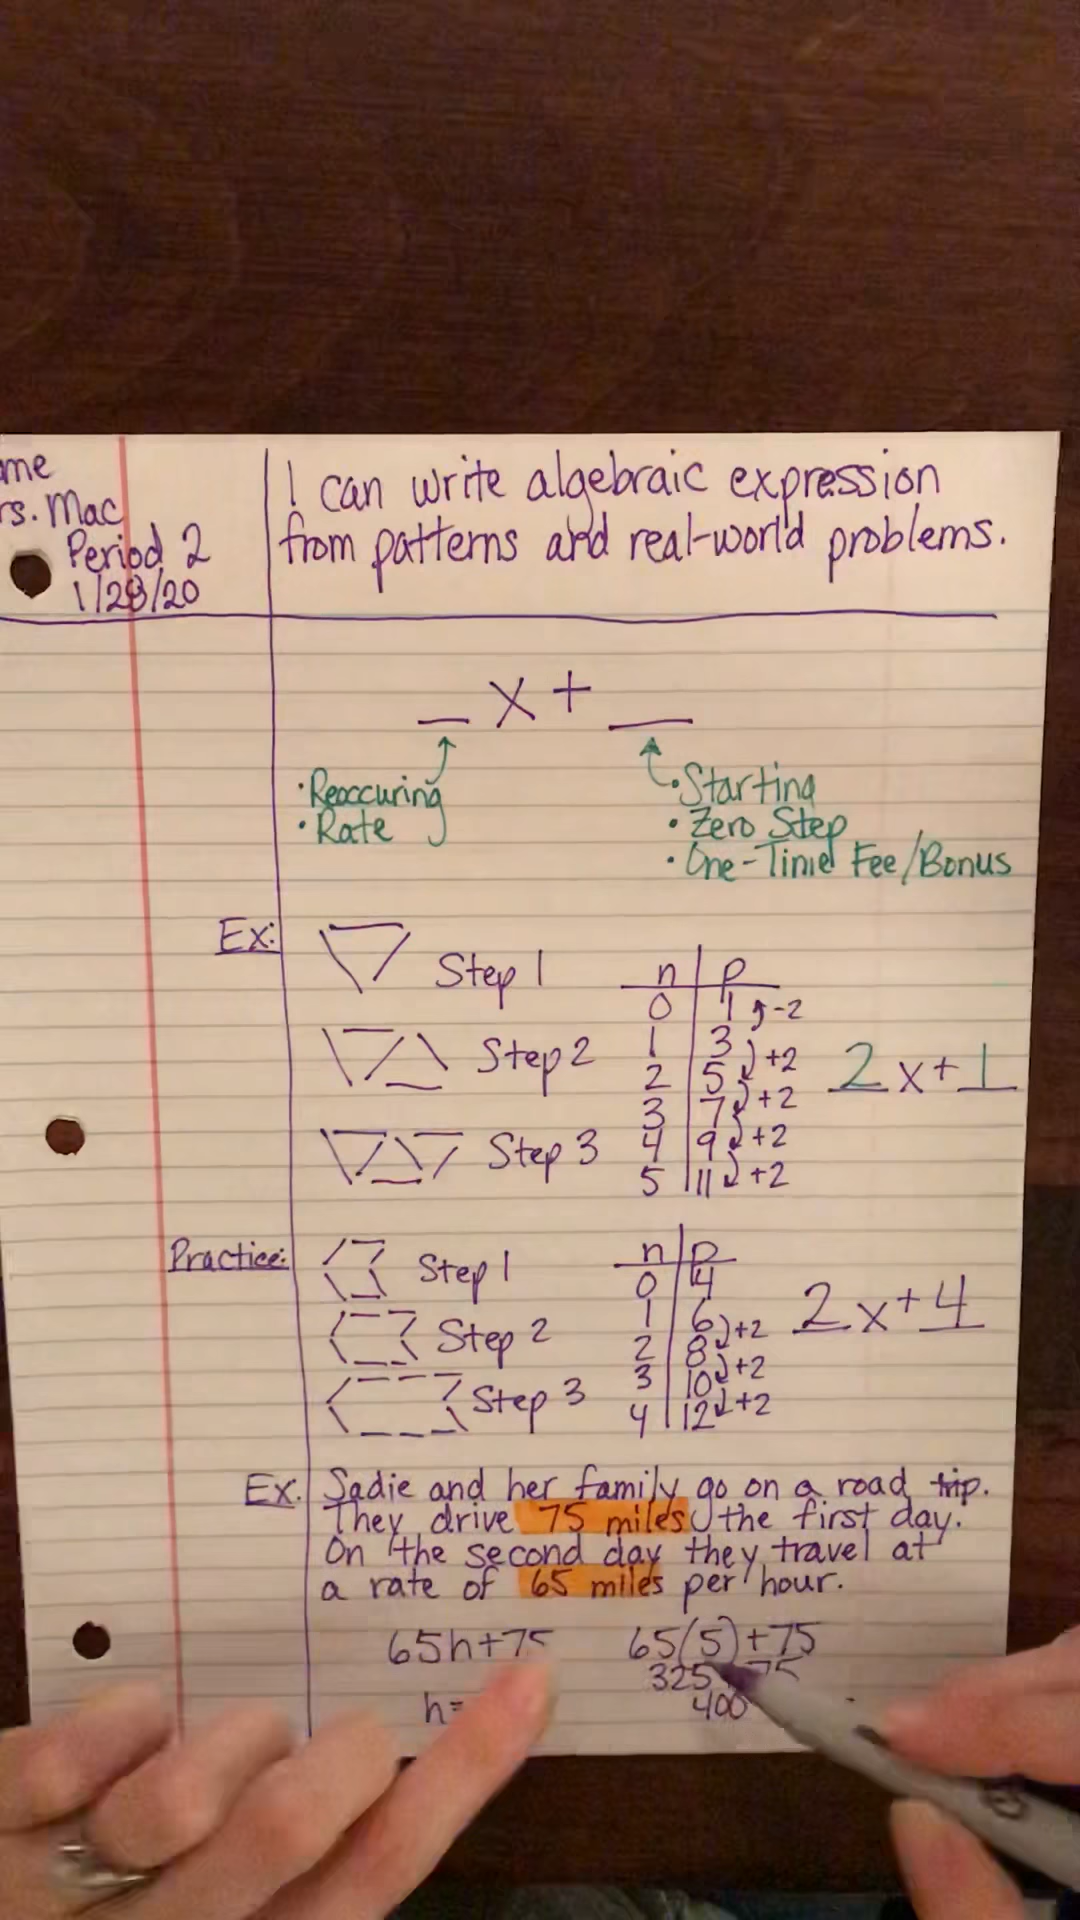 me
rs. Mac
Period 2
1/28/20
I can write algebraic expression
from patterns and real-world problems.
_ x + _
• Reoccuring
• Rate
• Starting
• Zero Step
• One-Time Fee/Bonus
Ex:
Step 1
Step 2
Step 3
n | p
0 | 1 -2
1 | 3
2 | 5 +2
3 | 7 +2
4 | 9 +2
5 | 11 +2
2x+1
Practice:
Step 1
Step 2
Step 3
n | p
0 | 4
1 | 6
2 | 8 +2
3 | 10 +2
4 | 12 +2
2x+4
Ex: Sadie and her family go on a road trip.
They drive 75 miles the first day.
On the second day they travel at
a rate of 65 miles per hour.
65h+75
h=
65(5)+75
325 75
400